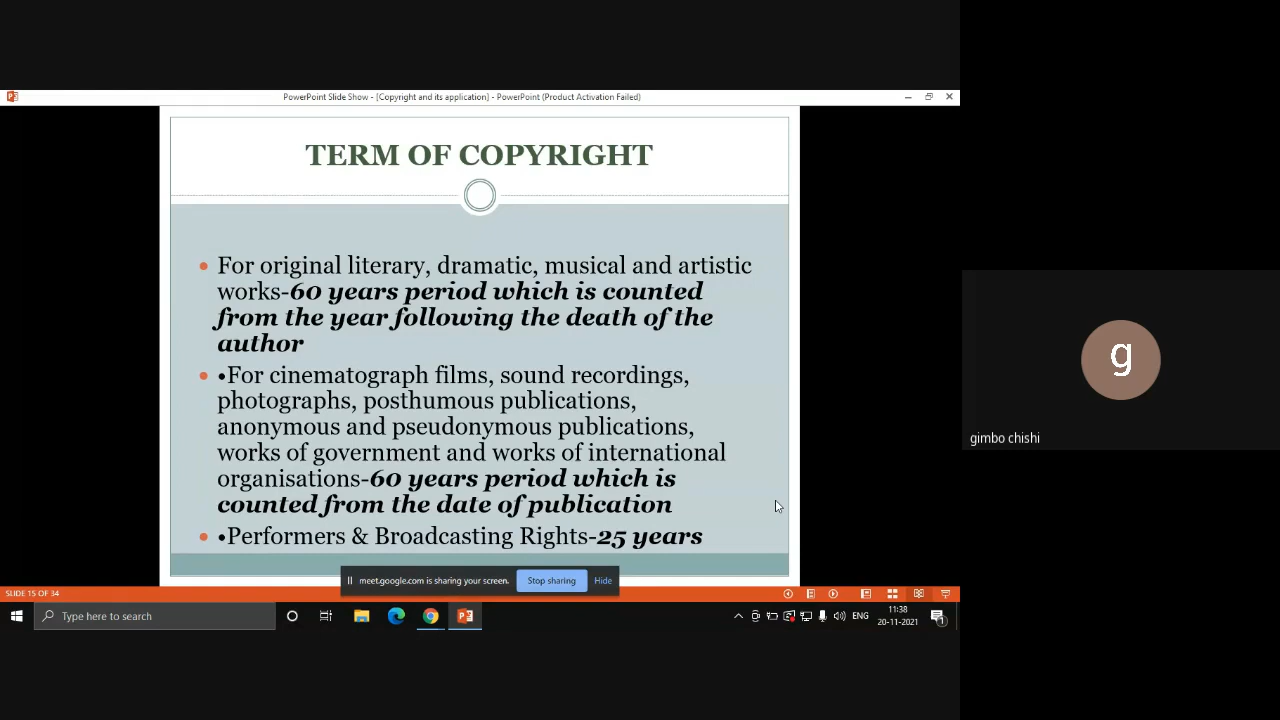 PowerPoint Slide Show - [Copyright and its application] - PowerPoint (Product Activation Failed)
TERM OF COPYRIGHT
• For original literary, dramatic, musical and artistic
works-60 years period which is counted
from the year following the death of the
author
• •For cinematograph films, sound recordings,
photographs, posthumous publications,
anonymous and pseudonymous publications,
works of government and works of international
organisations-60 years period which is
counted from the date of publication
• •Performers & Broadcasting Rights-25 years
meet.google.com is sharing your screen. Stop sharing Hide
SLIDE 15 OF 34
Type here to search
ENG
11:38
20-11-2021
1
g
gimbo chishi